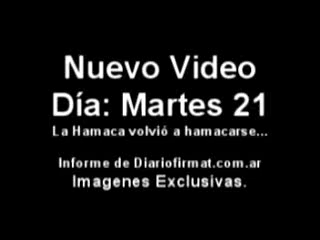 Nuevo Video
Día: Martes 21
La Hamaca volvió a hamacarse...
Informe de Diariofirmat.com.ar
Imagenes Exclusivas.